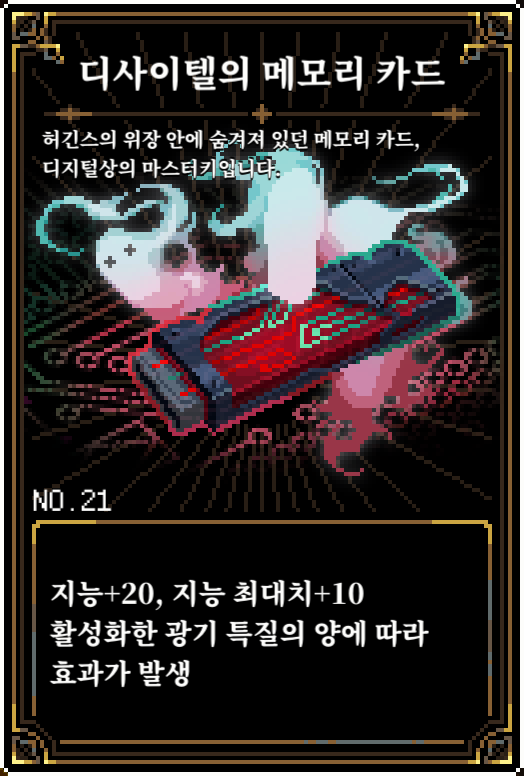 디사이텔의 메모리 카드
허긴스의 위장 안에 숨겨져 있던 메모리 카드,
디지털상의 마스터키입니다.
NO.21
지능+20, 지능 최대치+10
활성화한 광기 특질의 양에 따라
효과가 발생